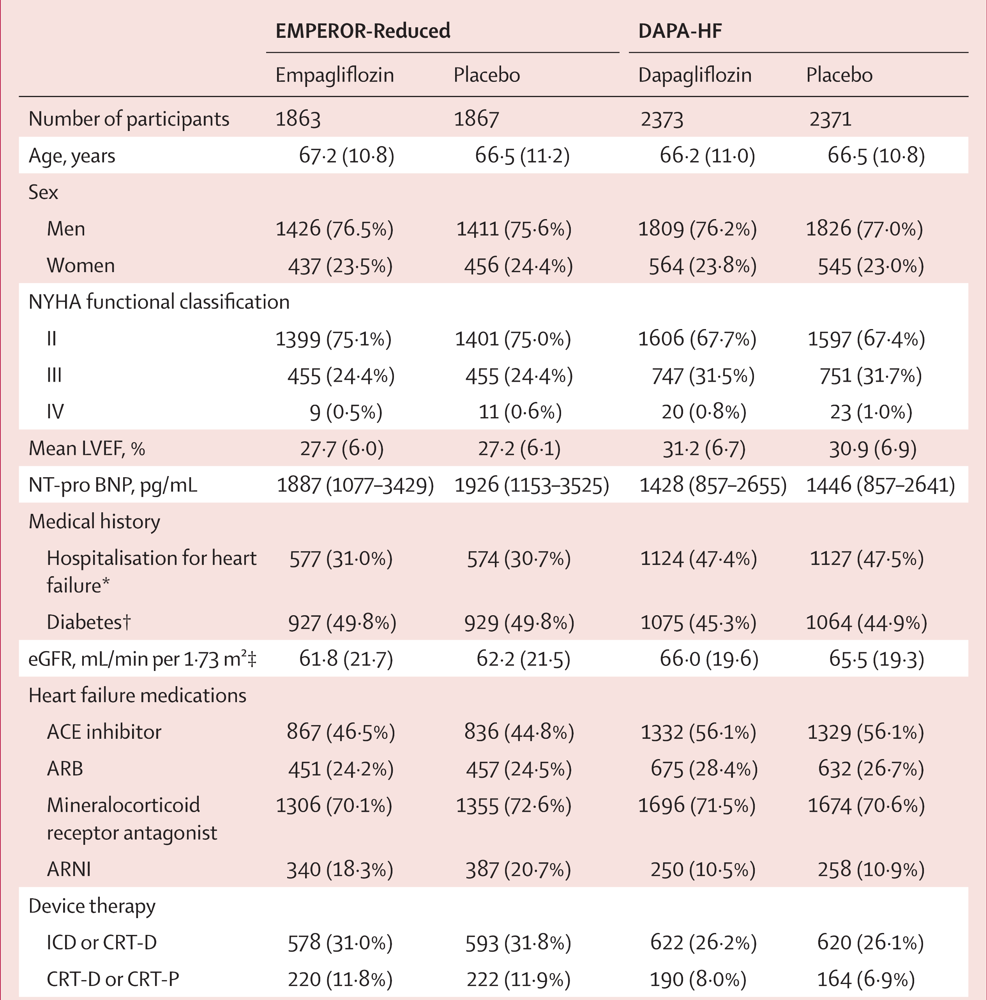 EMPEROR-Reduced DAPA-HF
Empagliflozin Placebo Dapagliflozin Placebo
Number of participants 1863 1867 2373 2371
Age, years 67·2 (10·8) 66·5 (11·2) 66·2 (11·0) 66·5 (10·8)
Sex
Men 1426 (76.5%) 1411 (75·6%) 1809 (76·2%) 1826 (77·0%)
Women 437 (23·5%) 456 (24·4%) 564 (23·8%) 545 (23·0%)
NYHA functional classification
II 1399 (75·1%) 1401 (75·0%) 1606 (67·7%) 1597 (67·4%)
III 455 (24·4%) 455 (24·4%) 747 (31·5%) 751 (31·7%)
IV 9 (0·5%) 11 (0·6%) 20 (0·8%) 23 (1·0%)
Mean LVEF, % 27·7 (6·0) 27·2 (6·1) 31·2 (6·7) 30·9 (6·9)
NT-pro BNP, pg/mL 1887 (1077–3429) 1926 (1153–3525) 1428 (857–2655) 1446 (857–2641)
Medical history
Hospitalisation for heart 577 (31·0%) 574 (30·7%) 1124 (47·4%) 1127 (47·5%)
failure*
Diabetes† 927 (49·8%) 929 (49·8%) 1075 (45·3%) 1064 (44·9%)
eGFR, mL/min per 1·73 m²‡ 61·8 (21·7) 62·2 (21·5) 66·0 (19·6) 65·5 (19·3)
Heart failure medications
ACE inhibitor 867 (46·5%) 836 (44·8%) 1332 (56·1%) 1329 (56·1%)
ARB 451 (24·2%) 457 (24·5%) 675 (28·4%) 632 (26·7%)
Mineralocorticoid 1306 (70·1%) 1355 (72·6%) 1696 (71·5%) 1674 (70·6%)
receptor antagonist
ARNI 340 (18·3%) 387 (20·7%) 250 (10·5%) 258 (10·9%)
Device therapy
ICD or CRT-D 578 (31·0%) 593 (31·8%) 622 (26·2%) 620 (26·1%)
CRT-D or CRT-P 220 (11·8%) 222 (11·9%) 190 (8·0%) 164 (6·9%)